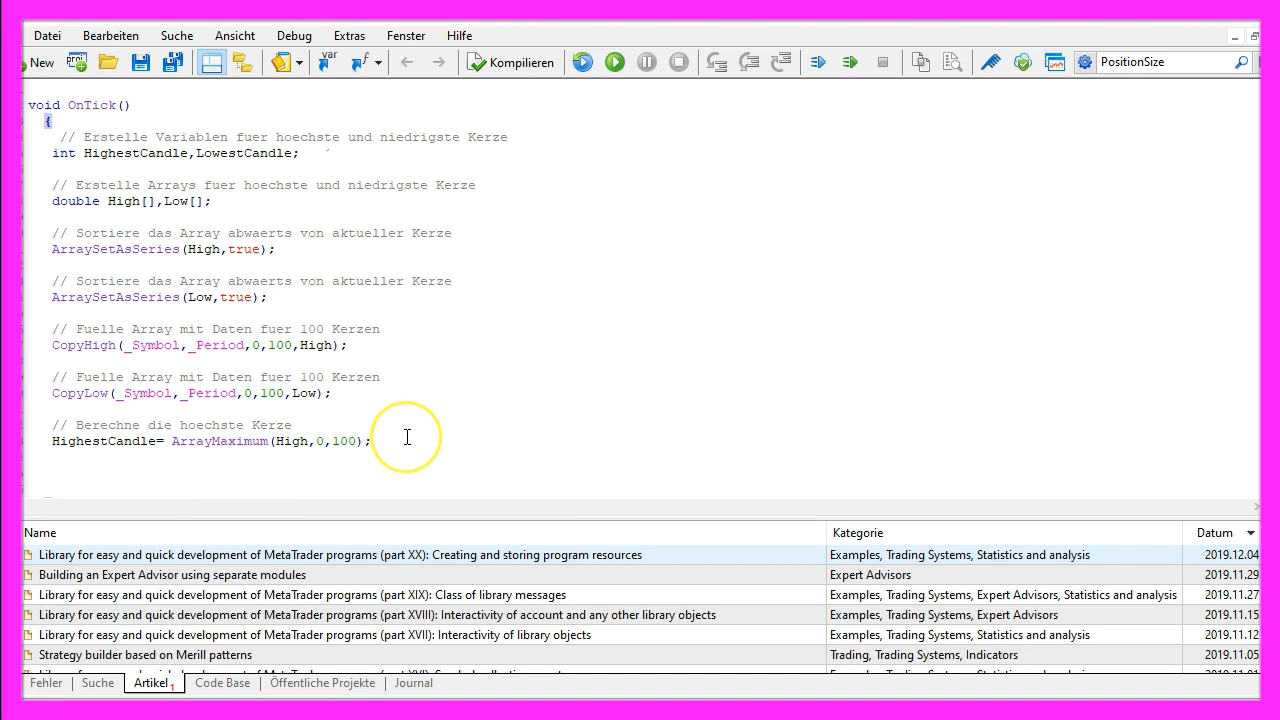 Datei Bearbeiten Suche Ansicht Debug Extras Fenster Hilfe
New Kompilieren PositionSize
void OnTick()
{
// Erstelle Variablen fuer hoechste und niedrigste Kerze
int HighestCandle,LowestCandle; ´
// Erstelle Arrays fuer hoechste und niedrigste Kerze
double High[],Low[];
// Sortiere das Array abwaerts von aktueller Kerze
ArraySetAsSeries(High,true);
// Sortiere das Array abwaerts von aktueller Kerze
ArraySetAsSeries(Low,true);
// Fuelle Array mit Daten fuer 100 Kerzen
CopyHigh(_Symbol,_Period,0,100,High);
// Fuelle Array mit Daten fuer 100 Kerzen
CopyLow(_Symbol,_Period,0,100,Low);
// Berechne die hoechste Kerze
HighestCandle= ArrayMaximum(High,0,100);
Name Kategorie Datum
Library for easy and quick development of MetaTrader programs (part XX): Creating and storing program resources Examples, Trading Systems, Statistics and analysis 2019.12.04
Building an Expert Advisor using separate modules Expert Advisors 2019.11.29
Library for easy and quick development of MetaTrader programs (part XIX): Class of library messages Examples, Trading Systems, Expert Advisors, Statistics and analysis 2019.11.27
Library for easy and quick development of MetaTrader programs (part XVIII): Interactivity of account and any other library objects Examples, Trading Systems, Expert Advisors 2019.11.15
Library for easy and quick development of MetaTrader programs (part XVII): Interactivity of library objects Examples, Trading Systems, Statistics and analysis 2019.11.12
Strategy builder based on Merill patterns Trading, Trading Systems, Indicators 2019.11.05
Fehler Suche Artikel 1 Code Base Öffentliche Projekte Journal